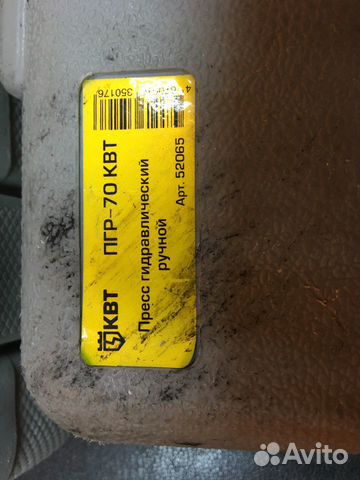 КВТ ПГР-70 КВТ
Пресс гидравлический
ручной
Арт. 52065
350176
Avito